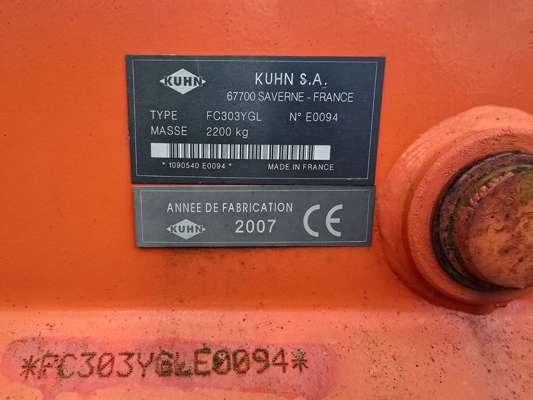 KUHN
KUHN S.A.
67700 SAVERNE - FRANCE
TYPE FC303YGL N° E0094
MASSE 2200 kg
* 1090540 E0094 * MADE IN FRANCE
ANNEE DE FABRICATION
KUHN 2007 CE
*FC303YGLE0094*